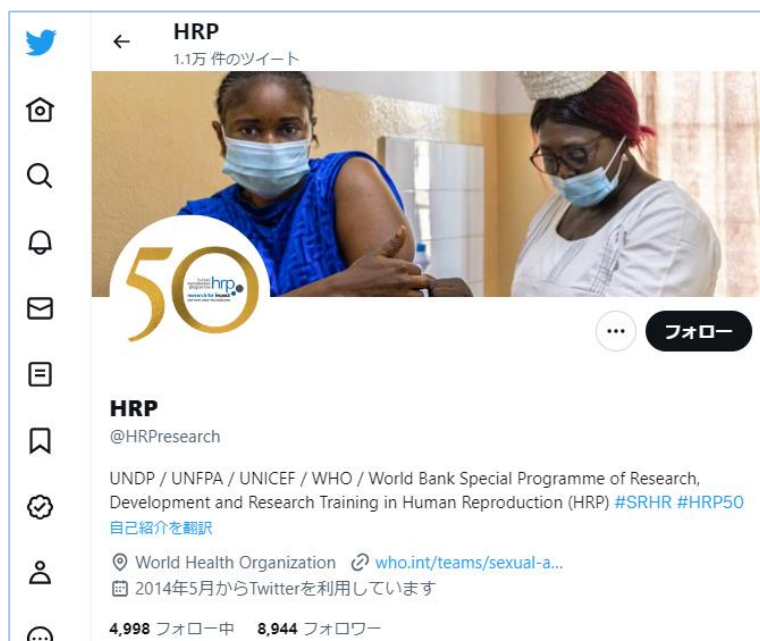 HRP
1.1万 件のツイート
50
hrp
research for impact
フォロー
HRP
@HRPresearch
UNDP / UNFPA / UNICEF / WHO / World Bank Special Programme of Research,
Development and Research Training in Human Reproduction (HRP) #SRHR #HRP50
自己紹介を翻訳
World Health Organization who.int/teams/sexual-a...
2014年5月からTwitterを利用しています
4,998 フォロー中 8,944 フォロワー